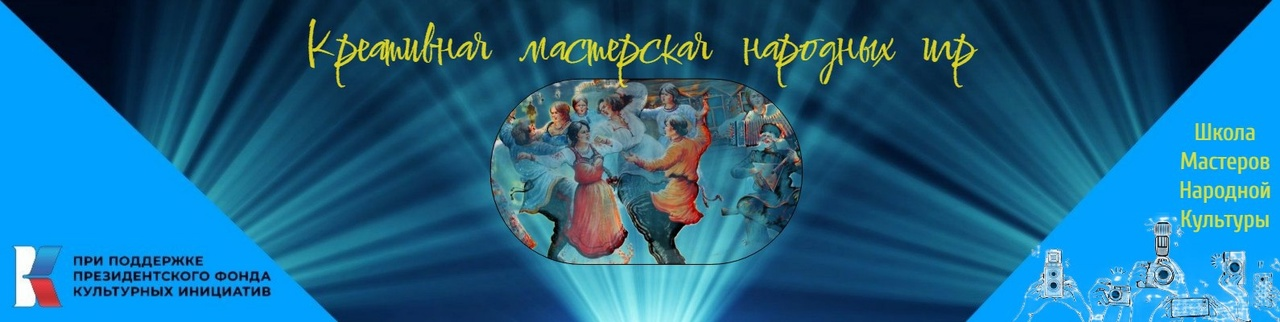 Креативная мастерская народных игр
Школа
Мастеров
Народной
Культуры
ПРИ ПОДДЕРЖКЕ
ПРЕЗИДЕНТСКОГО ФОНДА
КУЛЬТУРНЫХ ИНИЦИАТИВ